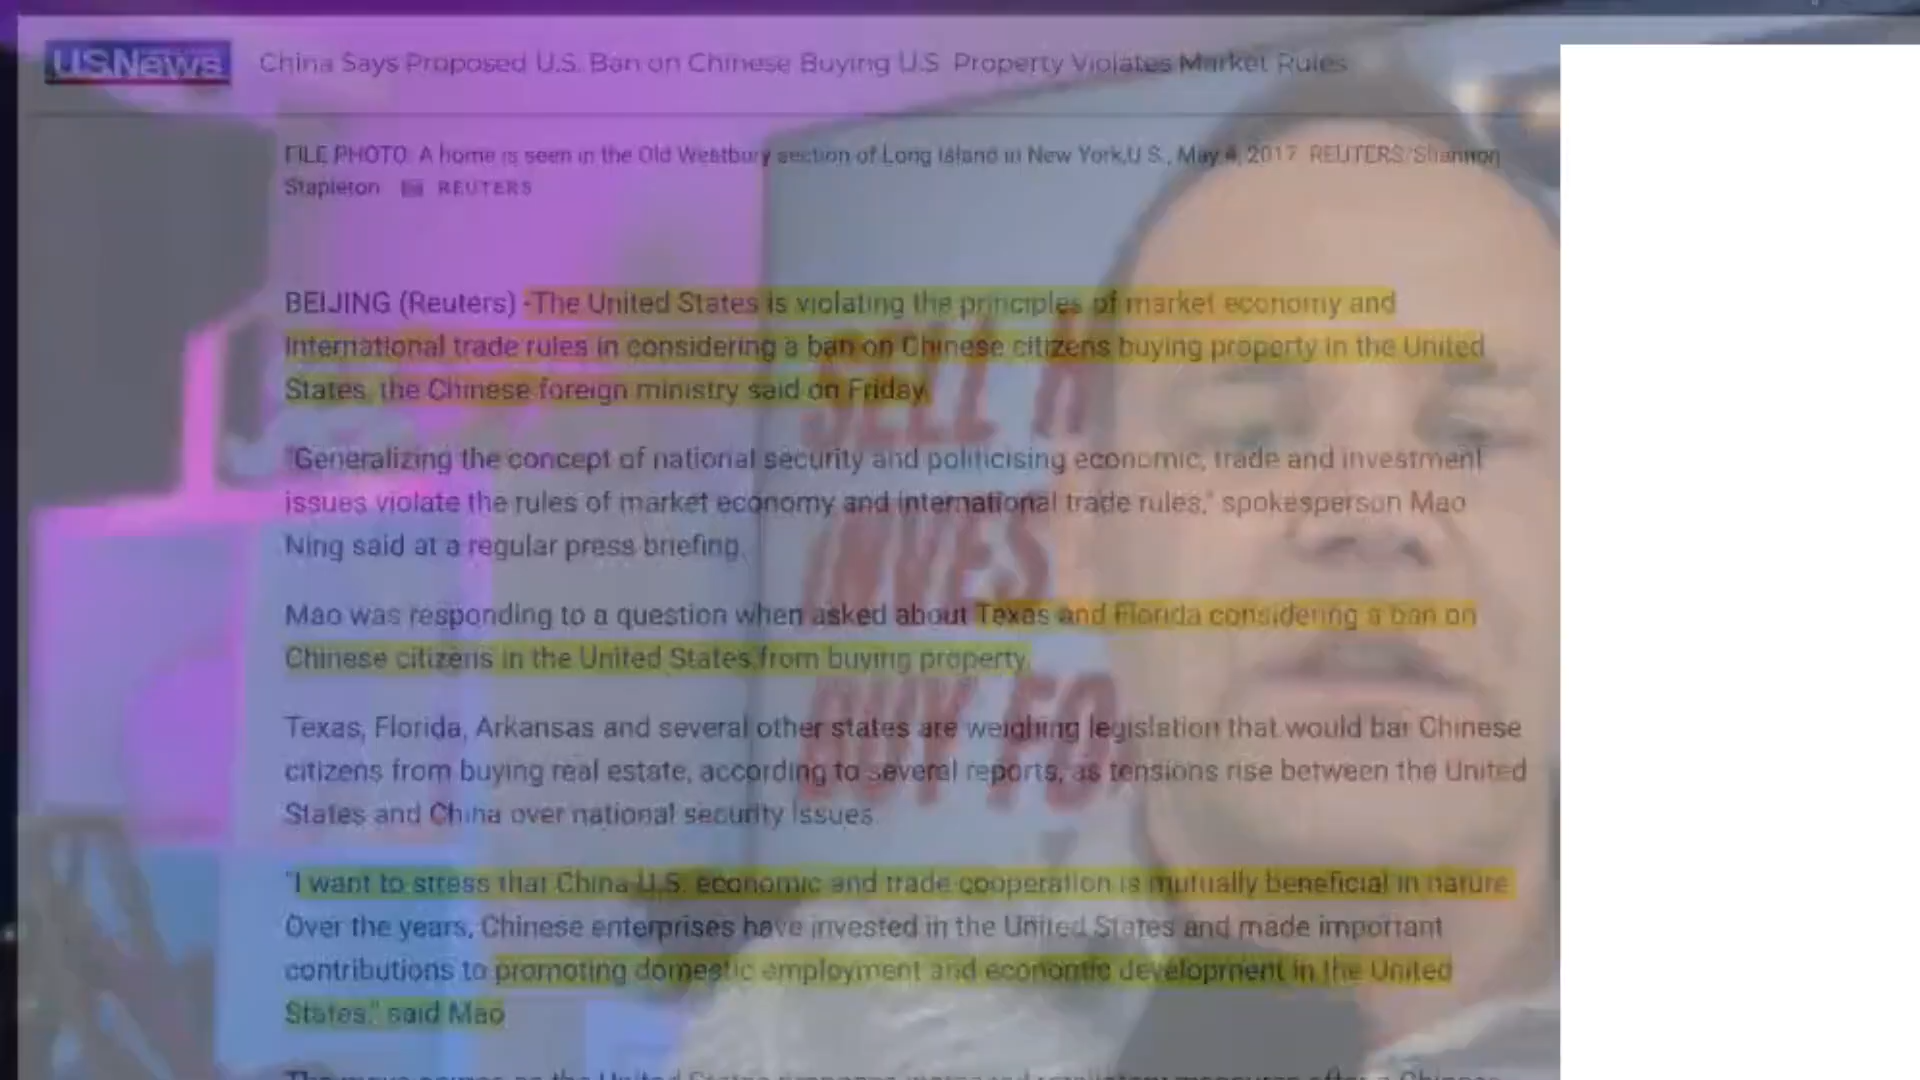 USNews China Says Proposed U.S. Ban on Chinese Buying U.S. Property Violates Market Rules
FILE PHOTO: A home is seen in the Old Westbury section of Long Island in New York,U.S., May 4, 2017. REUTERS/Shannon
Stapleton REUTERS
BEIJING (Reuters) -The United States is violating the principles of market economy and
international trade rules in considering a ban on Chinese citizens buying property in the United
States, the Chinese foreign ministry said on Friday.
SELL
"Generalizing the concept of national security and politicising economic, trade and investment
issues violate the rules of market economy and international trade rules," spokesperson Mao
Ning said at a regular press briefing.
INVES
Mao was responding to a question when asked about Texas and Florida considering a ban on
Chinese citizens in the United States from buying property.
Texas, Florida, Arkansas and several other states are weighing legislation that would bar Chinese
citizens from buying real estate, according to several reports, as tensions rise between the United
States and China over national security issues.
BUY FO
"I want to stress that China-U.S. economic and trade cooperation is mutually beneficial in nature.
Over the years, Chinese enterprises have invested in the United States and made important
contributions to promoting domestic employment and economic development in the United
States," said Mao